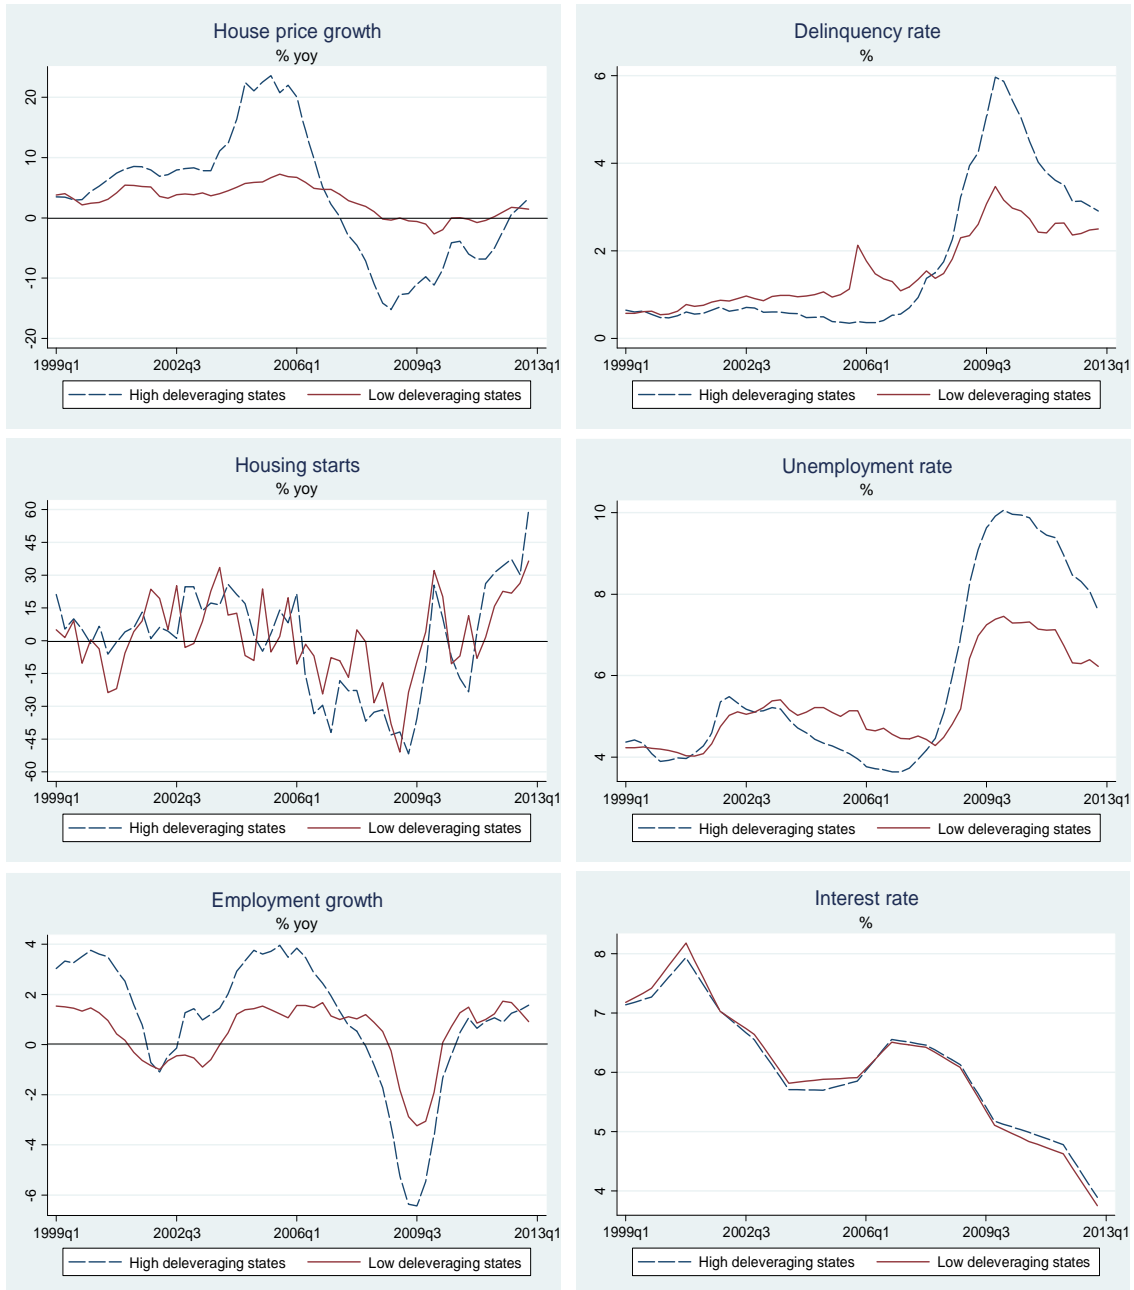 House price growth
% yoy
20
10
0
-10
-20
1999q1 2002q3 2006q1 2009q3 2013q1
High deleveraging states Low deleveraging states
Delinquency rate
%
6
4
2
0
1999q1 2002q3 2006q1 2009q3 2013q1
High deleveraging states Low deleveraging states
Housing starts
% yoy
60
45
30
15
0
-15
-30
-45
-60
1999q1 2002q3 2006q1 2009q3 2013q1
High deleveraging states Low deleveraging states
Unemployment rate
%
10
8
6
4
1999q1 2002q3 2006q1 2009q3 2013q1
High deleveraging states Low deleveraging states
Employment growth
% yoy
4
2
0
-2
-4
-6
1999q1 2002q3 2006q1 2009q3 2013q1
High deleveraging states Low deleveraging states
Interest rate
%
8
7
6
5
4
1999q1 2002q3 2006q1 2009q3 2013q1
High deleveraging states Low deleveraging states